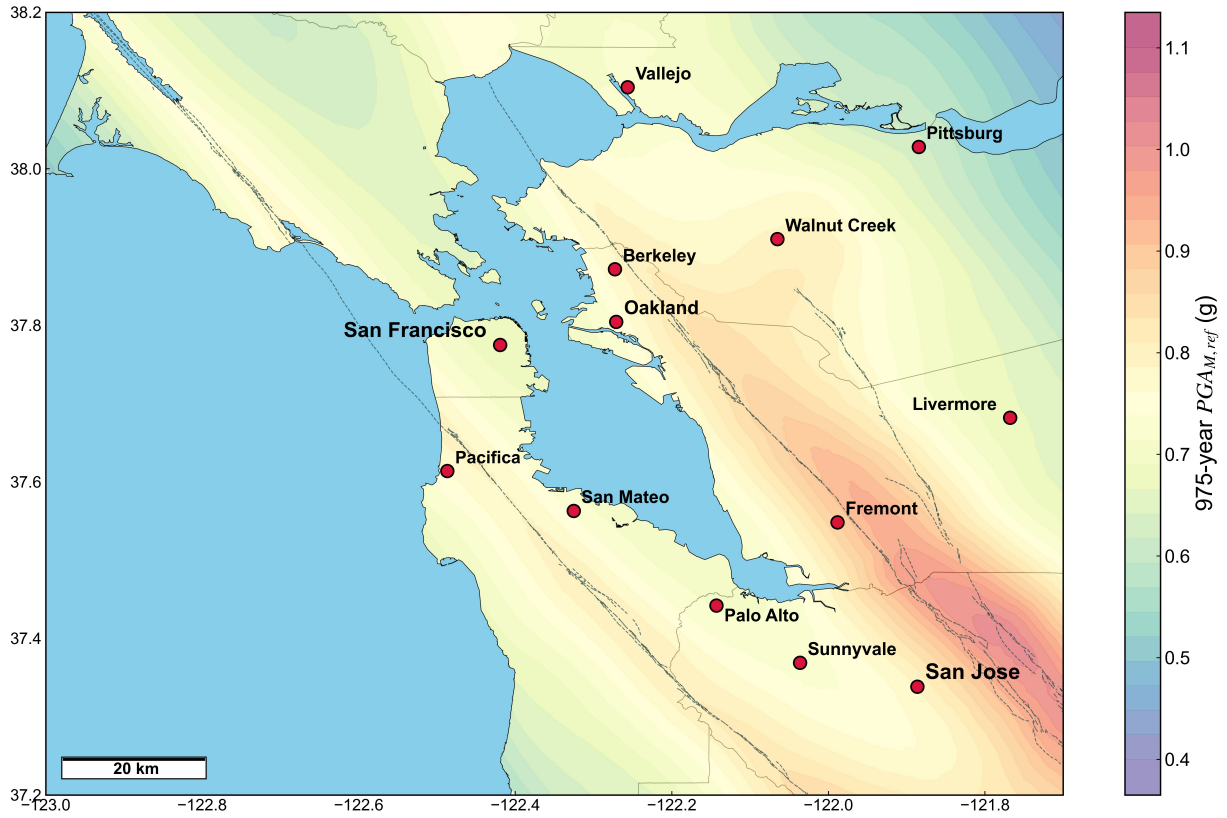 38.2
38.0
37.8
37.6
37.4
37.2
−123.0
−122.8
−122.6
−122.4
−122.2
−122.0
−121.8
Vallejo
Pittsburg
Walnut Creek
Berkeley
Oakland
San Francisco
Livermore
Pacifica
San Mateo
Fremont
Palo Alto
Sunnyvale
San Jose
20 km
1.1
1.0
0.9
0.8
0.7
0.6
0.5
0.4
975-year PGA_{M, ref} (g)